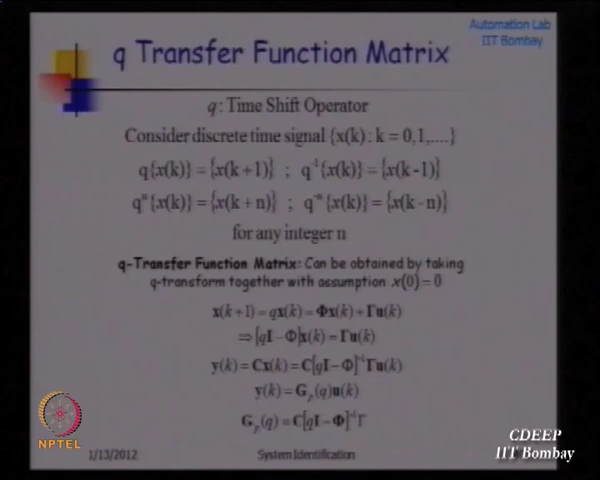 Automation Lab
IIT Bombay
q Transfer Function Matrix
q: Time Shift Operator
Consider discrete time signal {x(k) : k = 0,1,....}
q{x(k)} = {x(k+1)} ; q⁻¹{x(k)} = {x(k-1)}
qⁿ{x(k)} = {x(k+n)} ; q⁻ⁿ{x(k)} = {x(k-n)}
for any integer n
q-Transfer Function Matrix: Can be obtained by taking
q-transform together with assumption x(0) = 0̄
x(k+1) = qx(k) = Φx(k) + Γu(k)
⇒ [qI − Φ]x(k) = Γu(k)
y(k) = Cx(k) = C[qI − Φ]⁻¹Γu(k)
y(k) = Gₚ(q)u(k)
Gₚ(q) = C[qI − Φ]⁻¹Γ
NPTEL
1/13/2012
System Identification
CDEEP
IIT Bombay